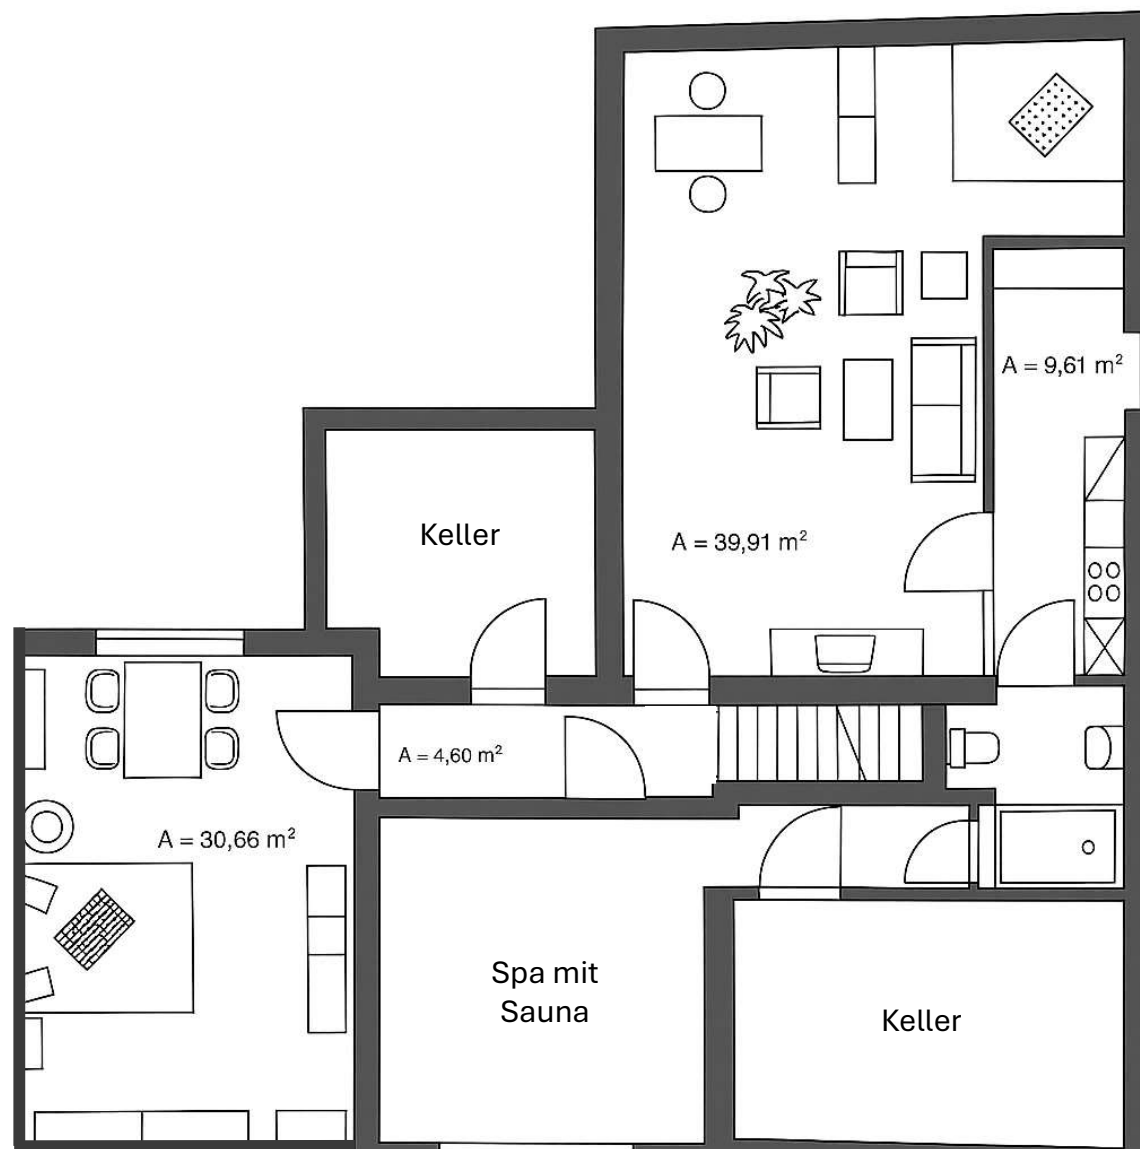 A = 9,61 m²
Keller
A = 39,91 m²
A = 4,60 m²
A = 30,66 m²
Spa mit
Sauna
Keller